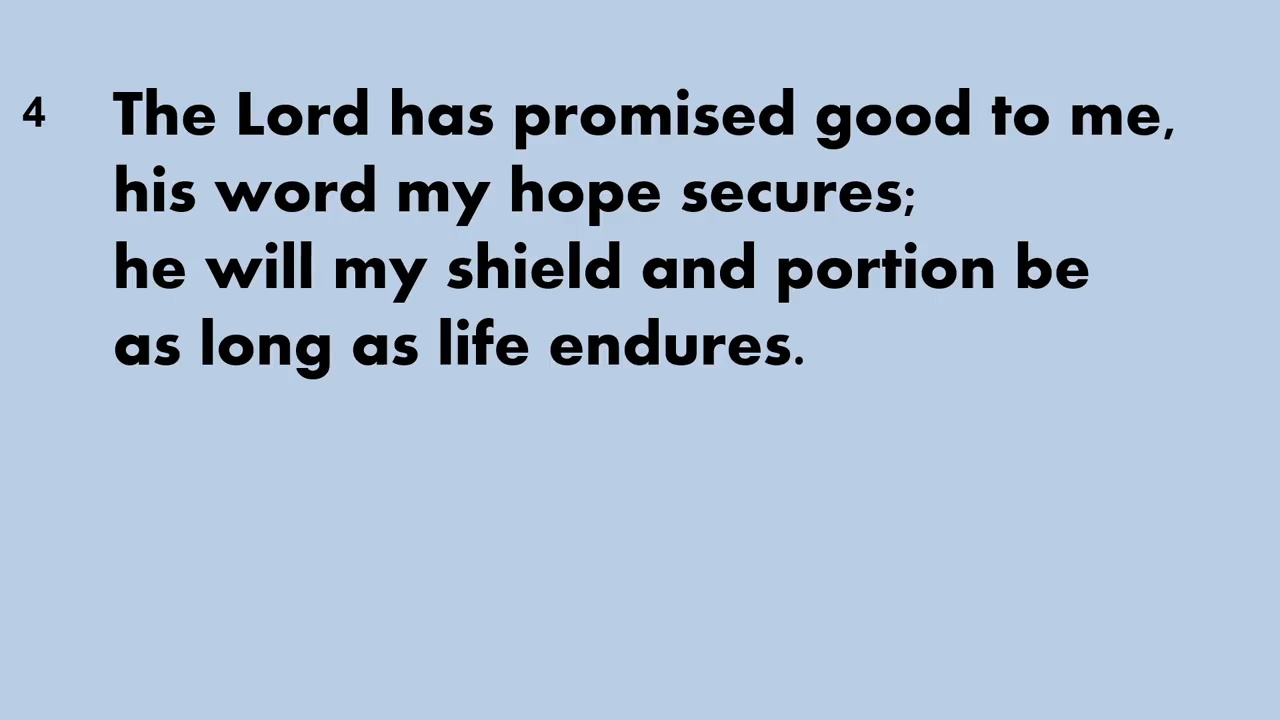 4 The Lord has promised good to me,
his word my hope secures;
he will my shield and portion be
as long as life endures.